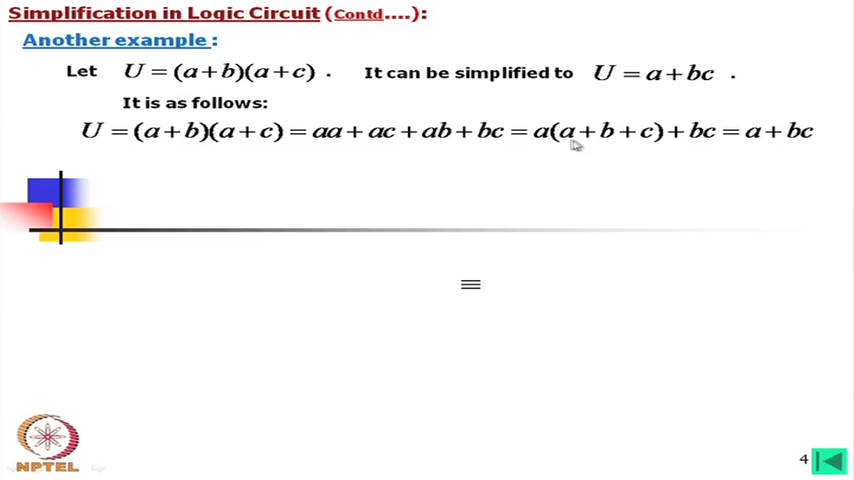 Simplification in Logic Circuit (Contd....):
Another example :
Let U = (a + b)(a + c) . It can be simplified to U = a + bc .
It is as follows:
U = (a + b)(a + c) = aa + ac + ab + bc = a(a + b + c) + bc = a + bc
≡
NPTEL
4